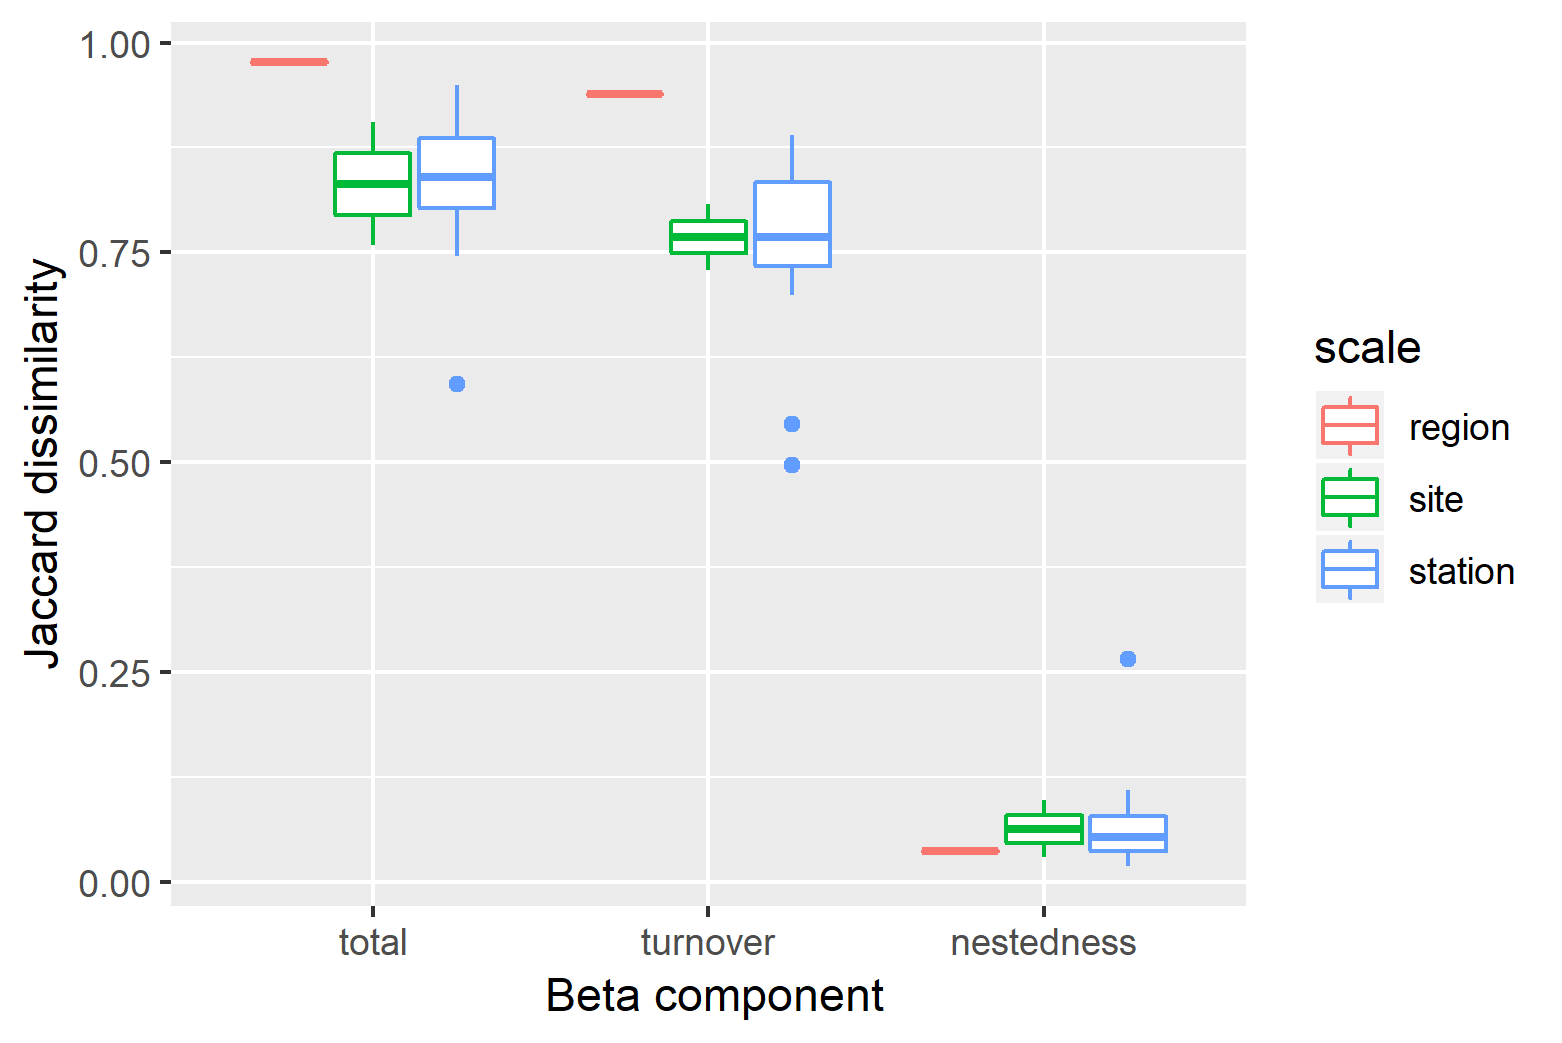 Jaccard dissimilarity
1.00
0.75
0.50
0.25
0.00
total turnover nestedness
Beta component
scale
region
site
station